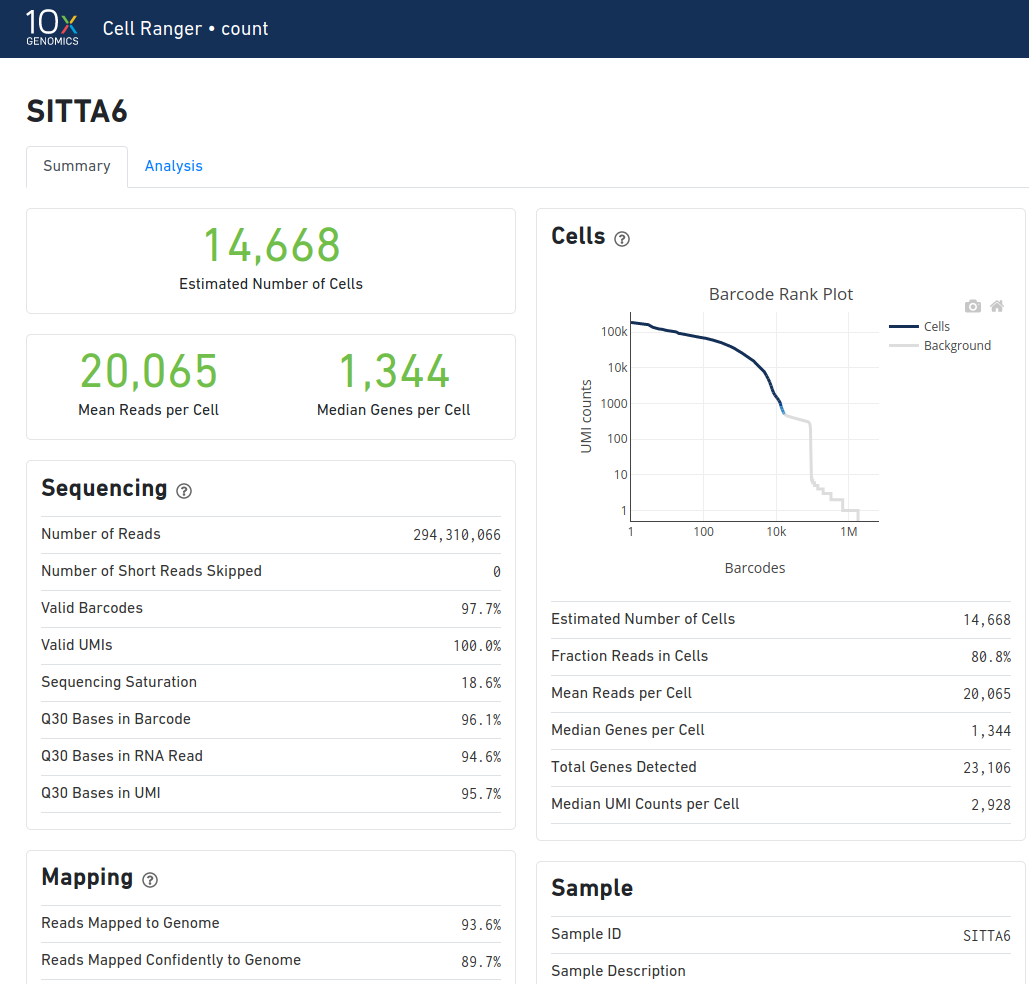 10x
GENOMICS
Cell Ranger • count
SITTA6
Summary
Analysis
14,668
Estimated Number of Cells
20,065
Mean Reads per Cell
1,344
Median Genes per Cell
Sequencing ?
Number of Reads 294,310,066
Number of Short Reads Skipped 0
Valid Barcodes 97.7%
Valid UMIs 100.0%
Sequencing Saturation 18.6%
Q30 Bases in Barcode 96.1%
Q30 Bases in RNA Read 94.6%
Q30 Bases in UMI 95.7%
Mapping ?
Reads Mapped to Genome 93.6%
Reads Mapped Confidently to Genome 89.7%
Cells ?
Barcode Rank Plot
Cells
Background
100k
10k
1000
100
10
1
UMI counts
1 100 10k 1M
Barcodes
Estimated Number of Cells 14,668
Fraction Reads in Cells 80.8%
Mean Reads per Cell 20,065
Median Genes per Cell 1,344
Total Genes Detected 23,106
Median UMI Counts per Cell 2,928
Sample
Sample ID SITTA6
Sample Description